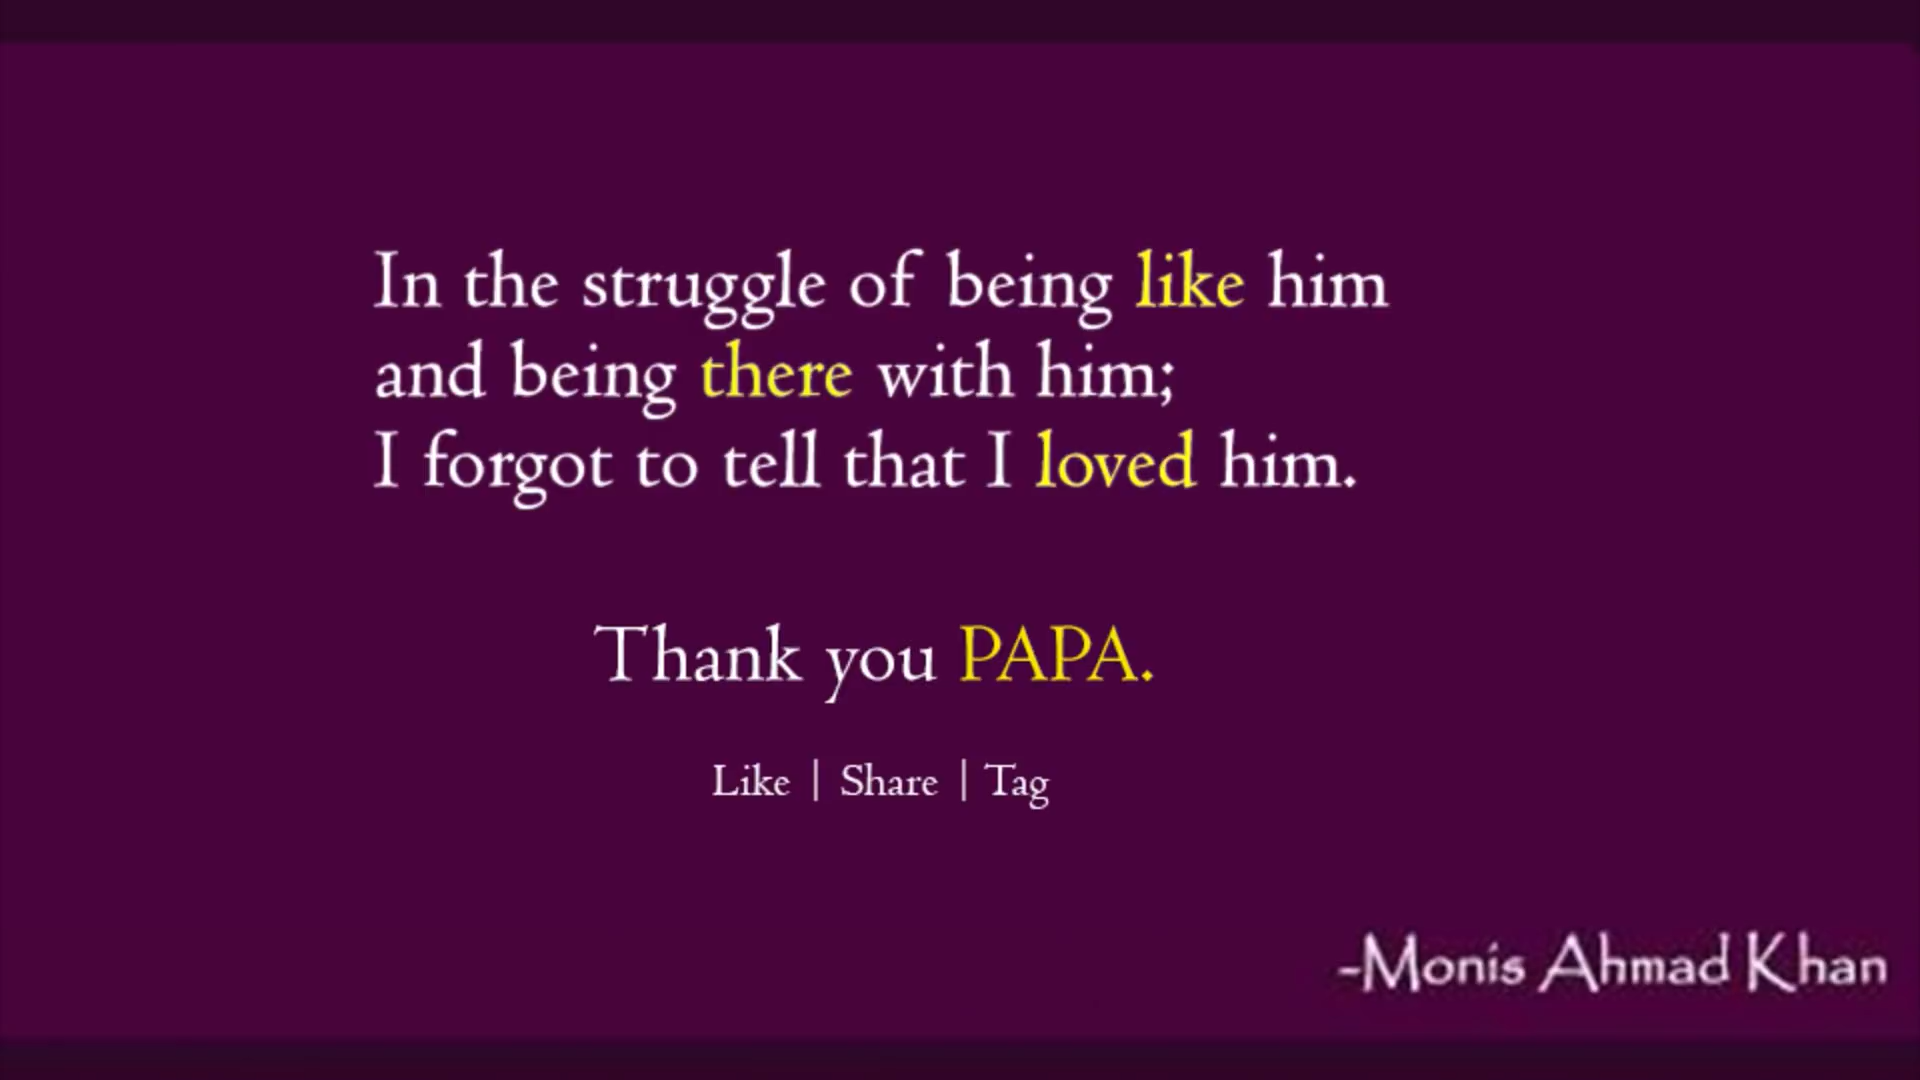 In the struggle of being like him
and being there with him;
I forgot to tell that I loved him.
Thank you PAPA.
Like | Share | Tag
-Monis Ahmad Khan